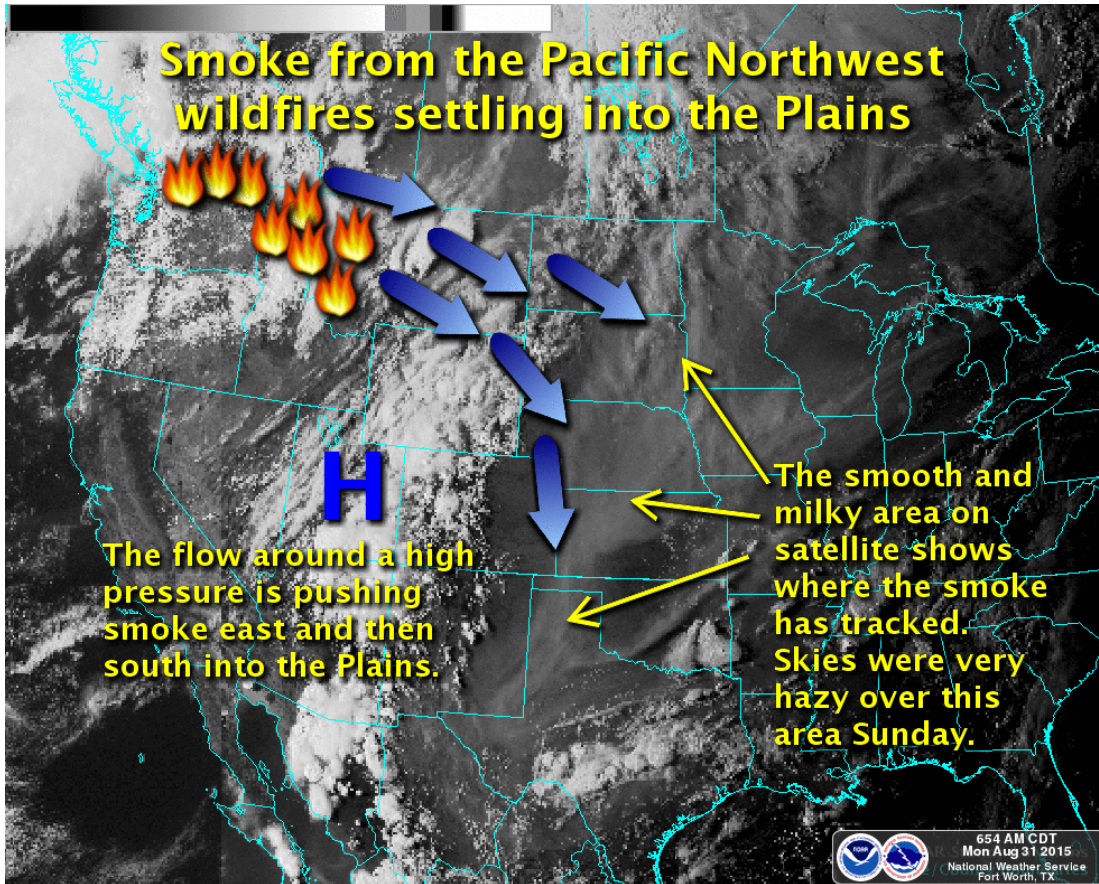 Smoke from the Pacific Northwest
wildfires settling into the Plains
H
The flow around a high
pressure is pushing
smoke east and then
south into the Plains.
The smooth and
milky area on
satellite shows
where the smoke
has tracked.
Skies were very
hazy over this
area Sunday.
654 AM CDT
Mon Aug 31 2015
National Weather Service
Fort Worth, TX
NOAA